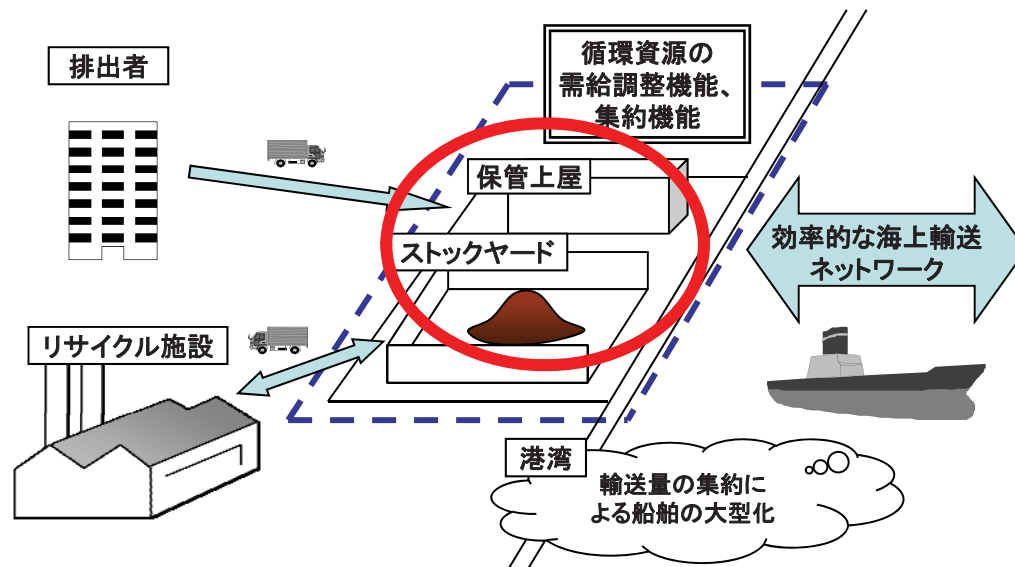 排出者
循環資源の
需給調整機能、
集約機能
保管上屋
ストックヤード
効率的な海上輸送
ネットワーク
リサイクル施設
港湾
輸送量の集約に
よる船舶の大型化